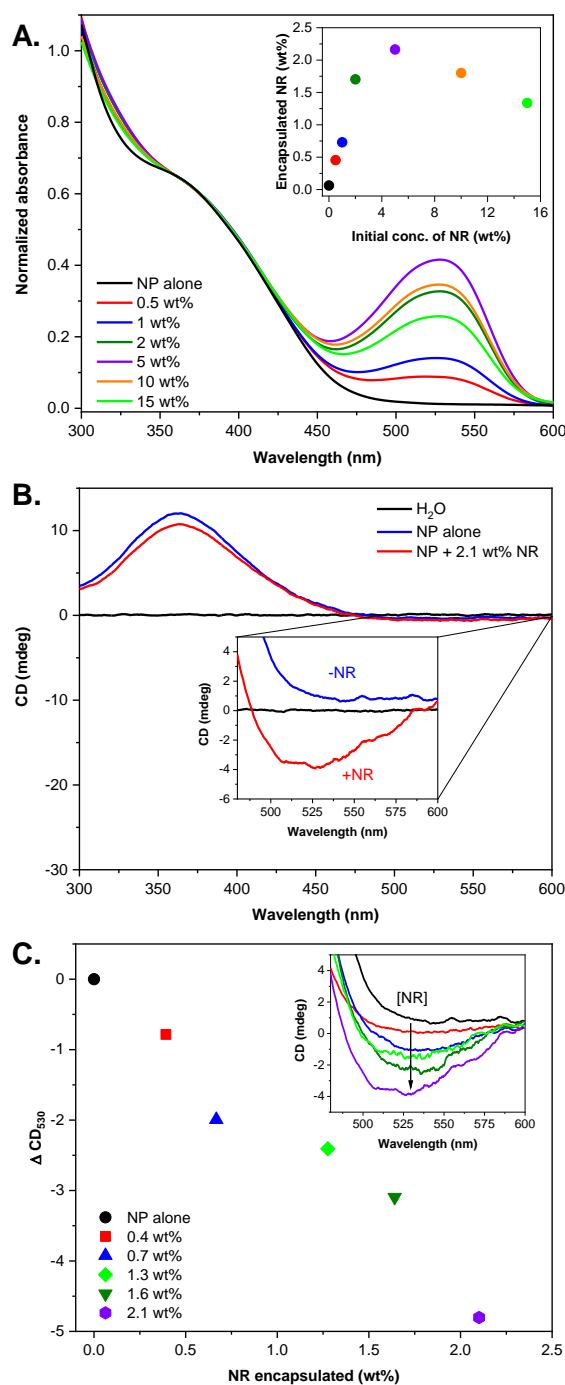 A.
Normalized absorbance
1.0
0.8
0.6
0.4
0.2
0.0
300
350
400
450
500
550
600
Wavelength (nm)
NP alone
0.5 wt%
1 wt%
2 wt%
5 wt%
10 wt%
15 wt%
Encapsulated NR (wt%)
2.5
2.0
1.5
1.0
0.5
0.0
0
4
8
12
16
Initial conc. of NR (wt%)
B.
CD (mdeg)
10
0
-10
-20
-30
300
350
400
450
500
550
600
Wavelength (nm)
H₂O
NP alone
NP + 2.1 wt% NR
CD (mdeg)
4
2
0
-2
-4
-6
-NR
+NR
500
525
550
575
600
Wavelength (nm)
C.
Δ CD₅₃₀
0
-1
-2
-3
-4
-5
0.0
0.5
1.0
1.5
2.0
2.5
NR encapsulated (wt%)
NP alone
0.4 wt%
0.7 wt%
1.3 wt%
1.6 wt%
2.1 wt%
CD (mdeg)
4
2
0
-2
-4
[NR]
500
525
550
575
600
Wavelength (nm)